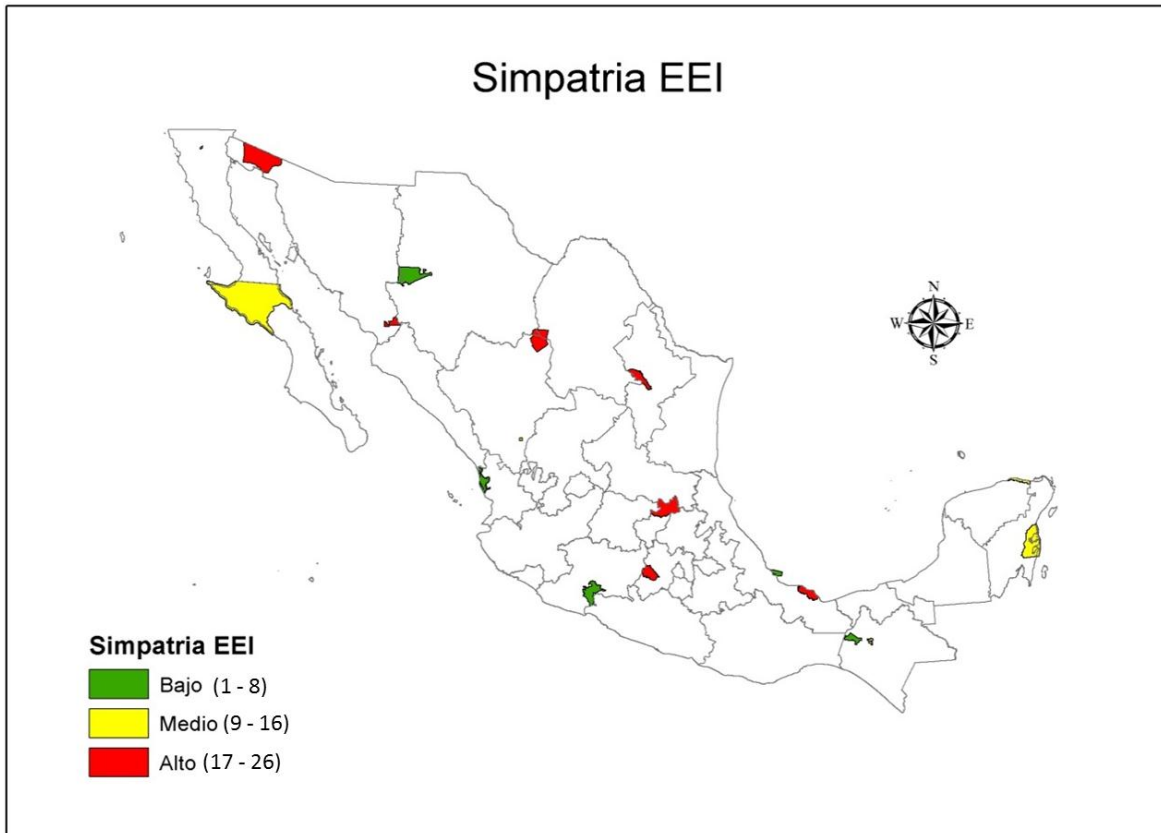 Simpatria EEI
N
W E
S
Simpatria EEI
Bajo (1 - 8)
Medio (9 - 16)
Alto (17 - 26)